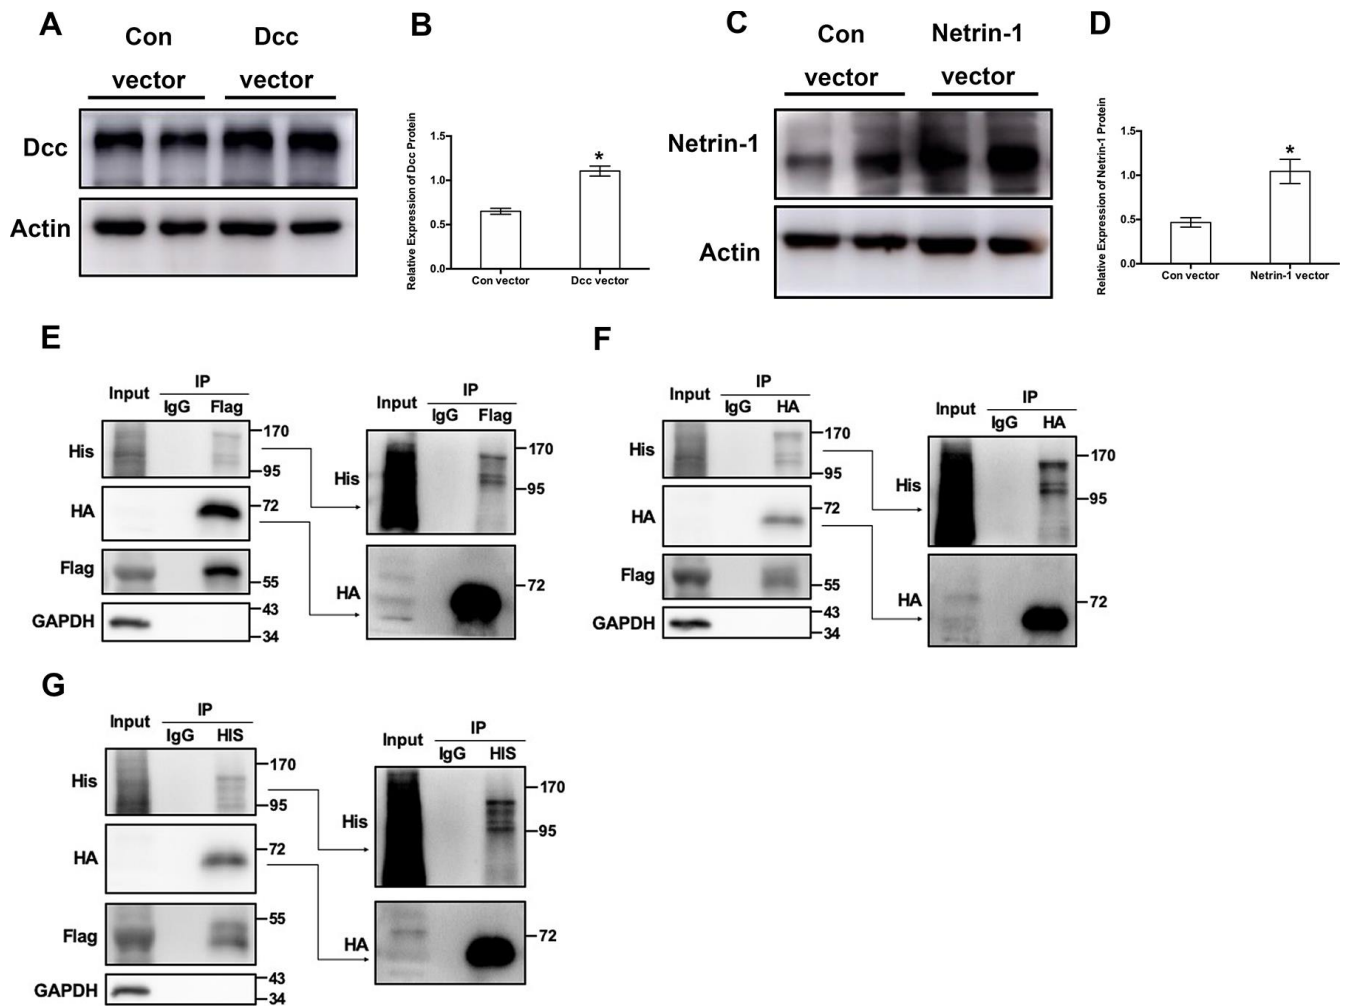 A
Con
vector
Dcc
vector
Dcc
Actin
B
Relative Expression of Dcc Protein
1.5
1.0
0.5
0.0
*
Con vector
Dcc vector
C
Con
vector
Netrin-1
vector
Netrin-1
Actin
D
Relative Expression of Netrin-1 Protein
1.5
1.0
0.5
0.0
*
Con vector
Netrin-1 vector
E
Input
IP
IgG
Flag
His
170
95
HA
72
Flag
55
GAPDH
43
34
Input
IP
IgG
Flag
His
170
95
HA
72
F
Input
IP
IgG
HA
His
170
95
HA
72
Flag
55
GAPDH
43
34
Input
IP
IgG
HA
His
170
95
HA
72
G
Input
IP
IgG
HIS
His
170
95
HA
72
Flag
55
GAPDH
43
34
Input
IP
IgG
HIS
His
170
95
HA
72